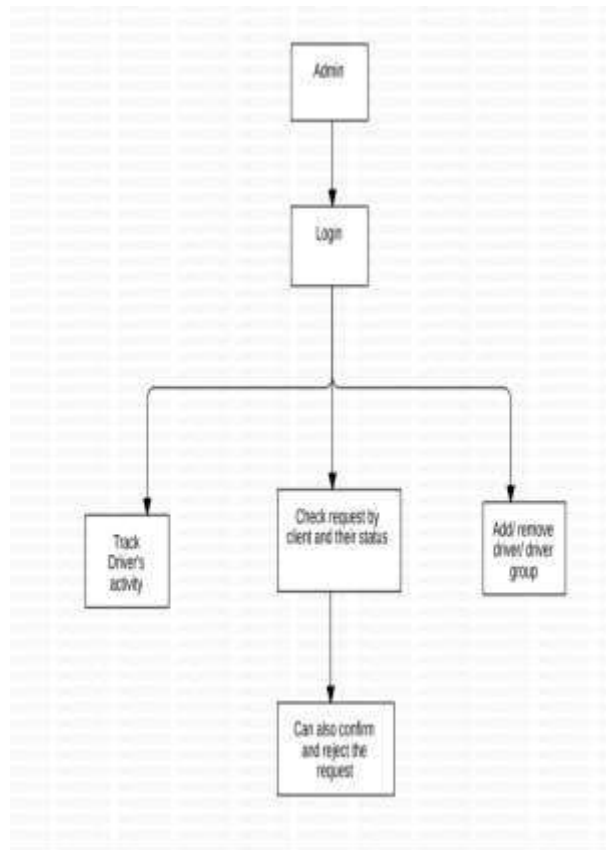 Admin
Login
Track
Driver's
activity
Check request by
client and their status
Add/ remove
driver/ driver
group
Can also confirm
and reject the
request